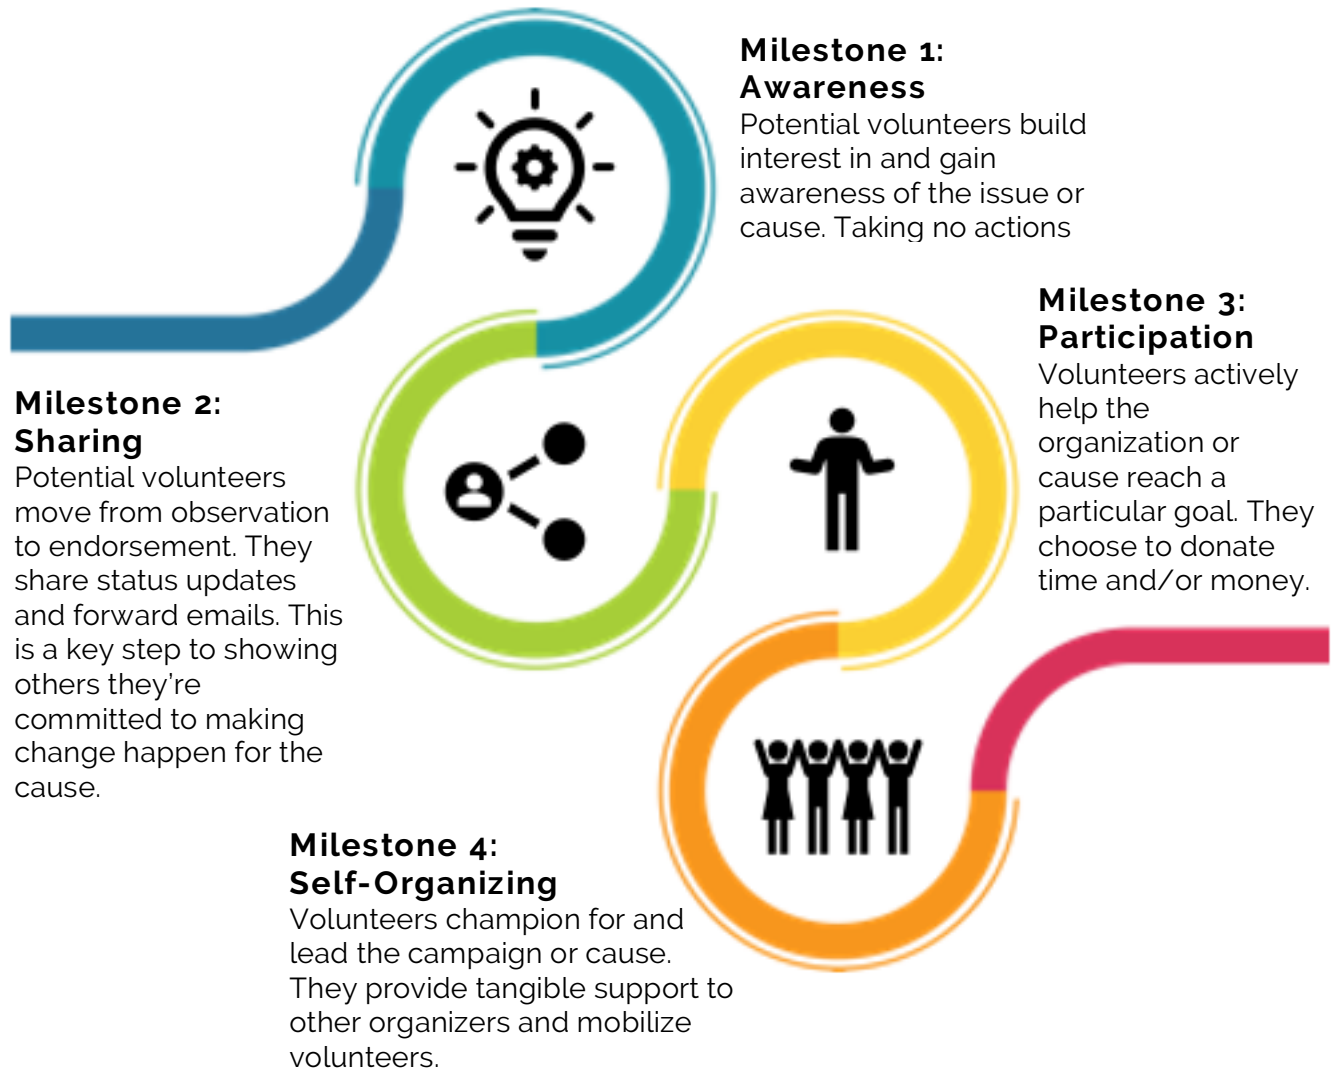 Milestone 1:
Awareness
Potential volunteers build
interest in and gain
awareness of the issue or
cause. Taking no actions
Milestone 2:
Sharing
Potential volunteers
move from observation
to endorsement. They
share status updates
and forward emails. This
is a key step to showing
others they're
committed to making
change happen for the
cause.
Milestone 3:
Participation
Volunteers actively
help the
organization or
cause reach a
particular goal. They
choose to donate
time and/or money.
Milestone 4:
Self-Organizing
Volunteers champion for and
lead the campaign or cause.
They provide tangible support to
other organizers and mobilize
volunteers.